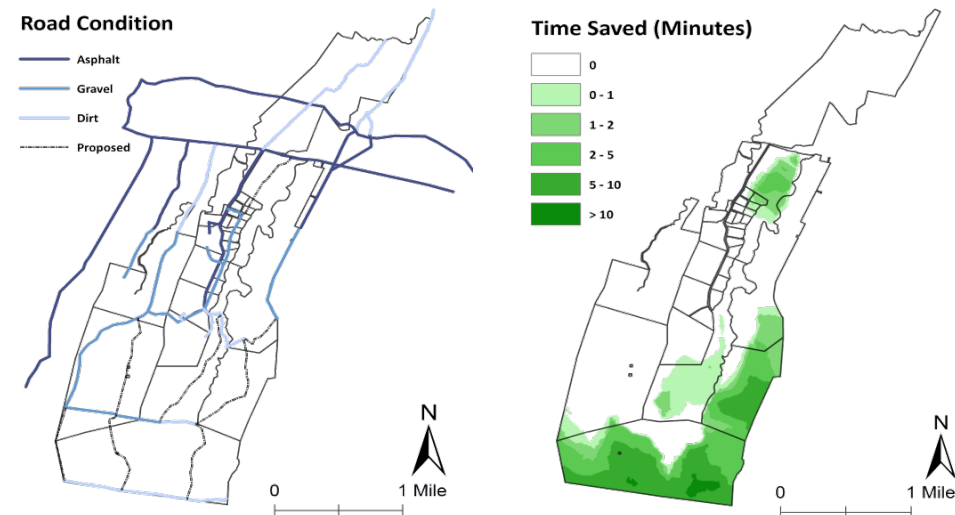 Road Condition
Asphalt
Gravel
Dirt
Proposed
N
0 1 Mile
Time Saved (Minutes)
0
0 - 1
1 - 2
2 - 5
5 - 10
> 10
N
0 1 Mile